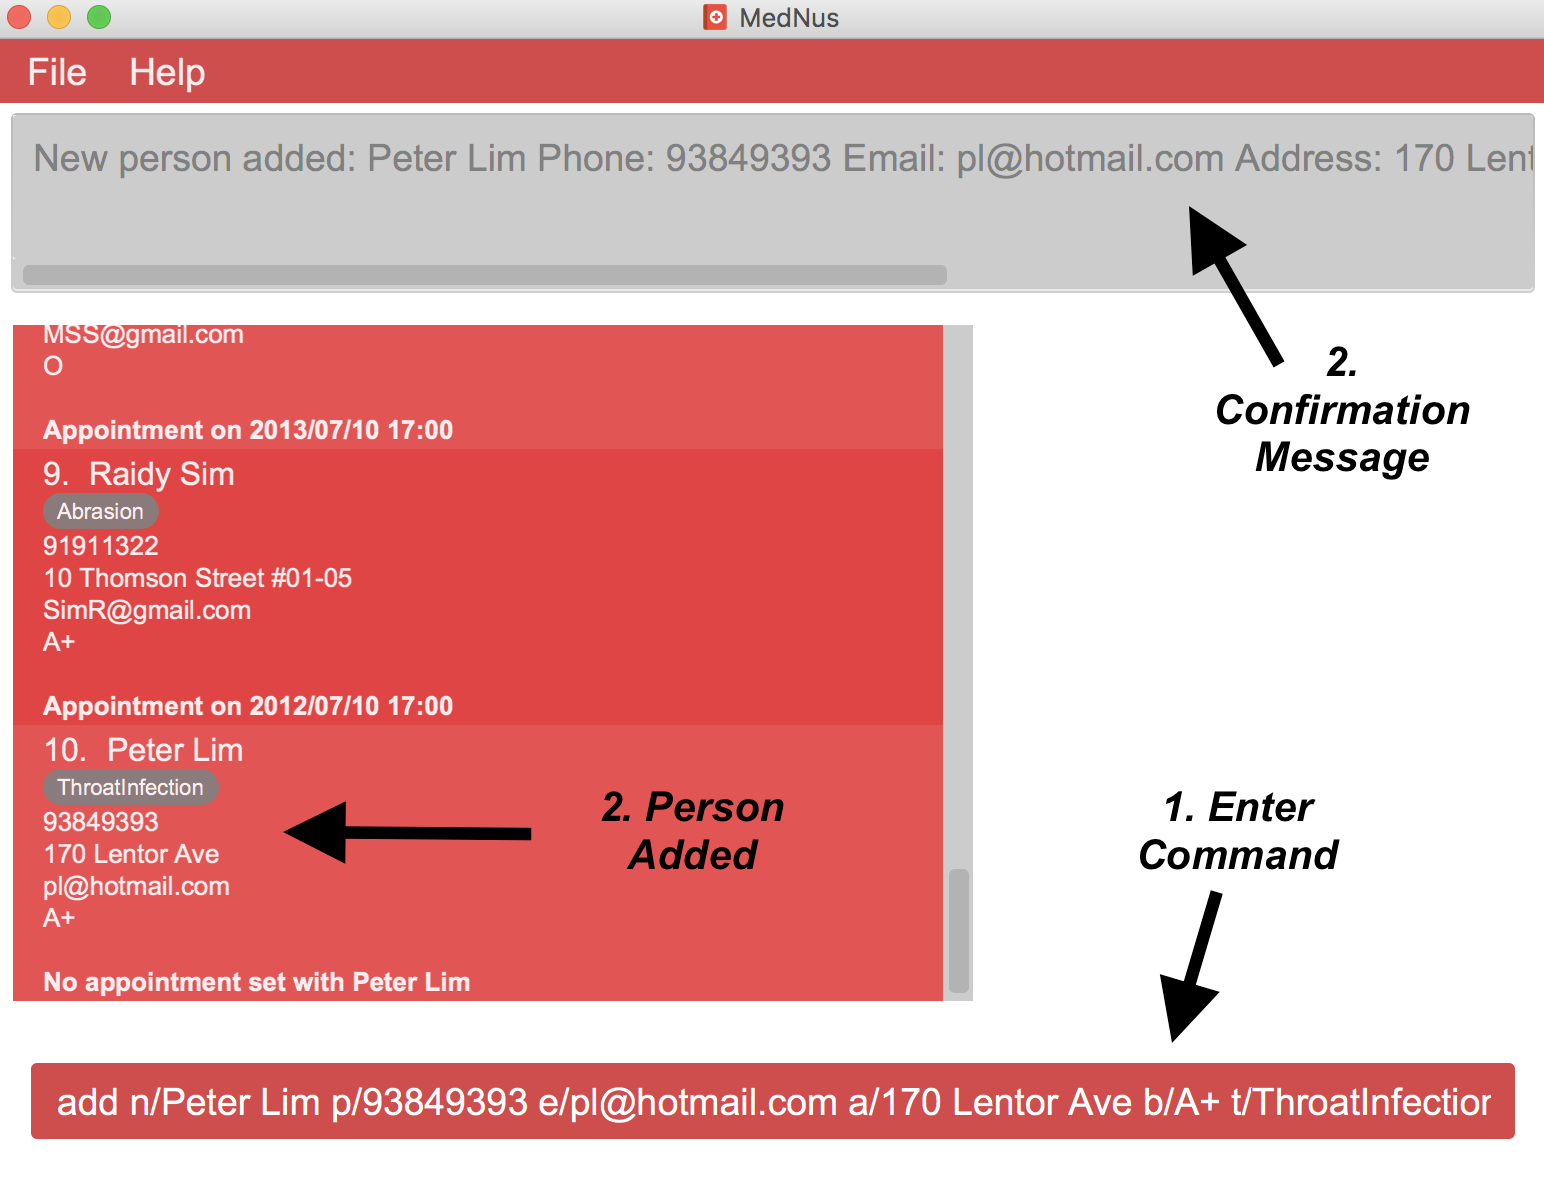 MedNus
File Help
New person added: Peter Lim Phone: 93849393 Email: pl@hotmail.com Address: 170 Lent
MSS@gmail.com
O
Appointment on 2013/07/10 17:00
9. Raidy Sim
Abrasion
91911322
10 Thomson Street #01-05
SimR@gmail.com
A+
Appointment on 2012/07/10 17:00
10. Peter Lim
ThroatInfection
93849393
170 Lentor Ave
pl@hotmail.com
A+
No appointment set with Peter Lim
2.
Confirmation
Message
2. Person
Added
1. Enter
Command
add n/Peter Lim p/93849393 e/pl@hotmail.com a/170 Lentor Ave b/A+ t/ThroatInfection